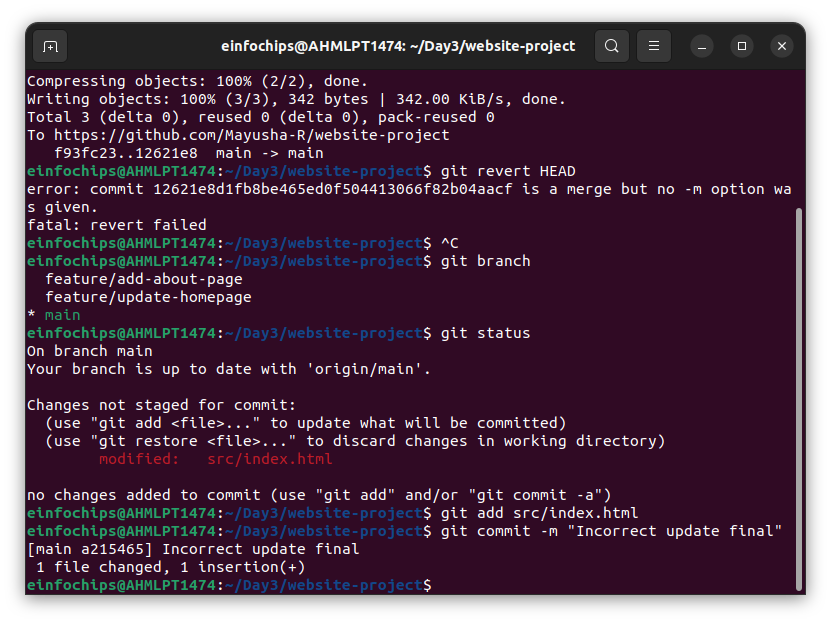 einfochips@AHMLPT1474: ~/Day3/website-project
Compressing objects: 100% (2/2), done.
Writing objects: 100% (3/3), 342 bytes | 342.00 KiB/s, done.
Total 3 (delta 0), reused 0 (delta 0), pack-reused 0
To https://github.com/Mayusha-R/website-project
   f93fc23..12621e8  main -> main
einfochips@AHMLPT1474:~/Day3/website-project$ git revert HEAD
error: commit 12621e8d1fb8be465ed0f504413066f82b04aacf is a merge but no -m option wa
s given.
fatal: revert failed
einfochips@AHMLPT1474:~/Day3/website-project$ ^C
einfochips@AHMLPT1474:~/Day3/website-project$ git branch
  feature/add-about-page
  feature/update-homepage
* main
einfochips@AHMLPT1474:~/Day3/website-project$ git status
On branch main
Your branch is up to date with 'origin/main'.
Changes not staged for commit:
  (use "git add <file>..." to update what will be committed)
  (use "git restore <file>..." to discard changes in working directory)
        modified:   src/index.html
no changes added to commit (use "git add" and/or "git commit -a")
einfochips@AHMLPT1474:~/Day3/website-project$ git add src/index.html
einfochips@AHMLPT1474:~/Day3/website-project$ git commit -m "Incorrect update final"
[main a215465] Incorrect update final
 1 file changed, 1 insertion(+)
einfochips@AHMLPT1474:~/Day3/website-project$